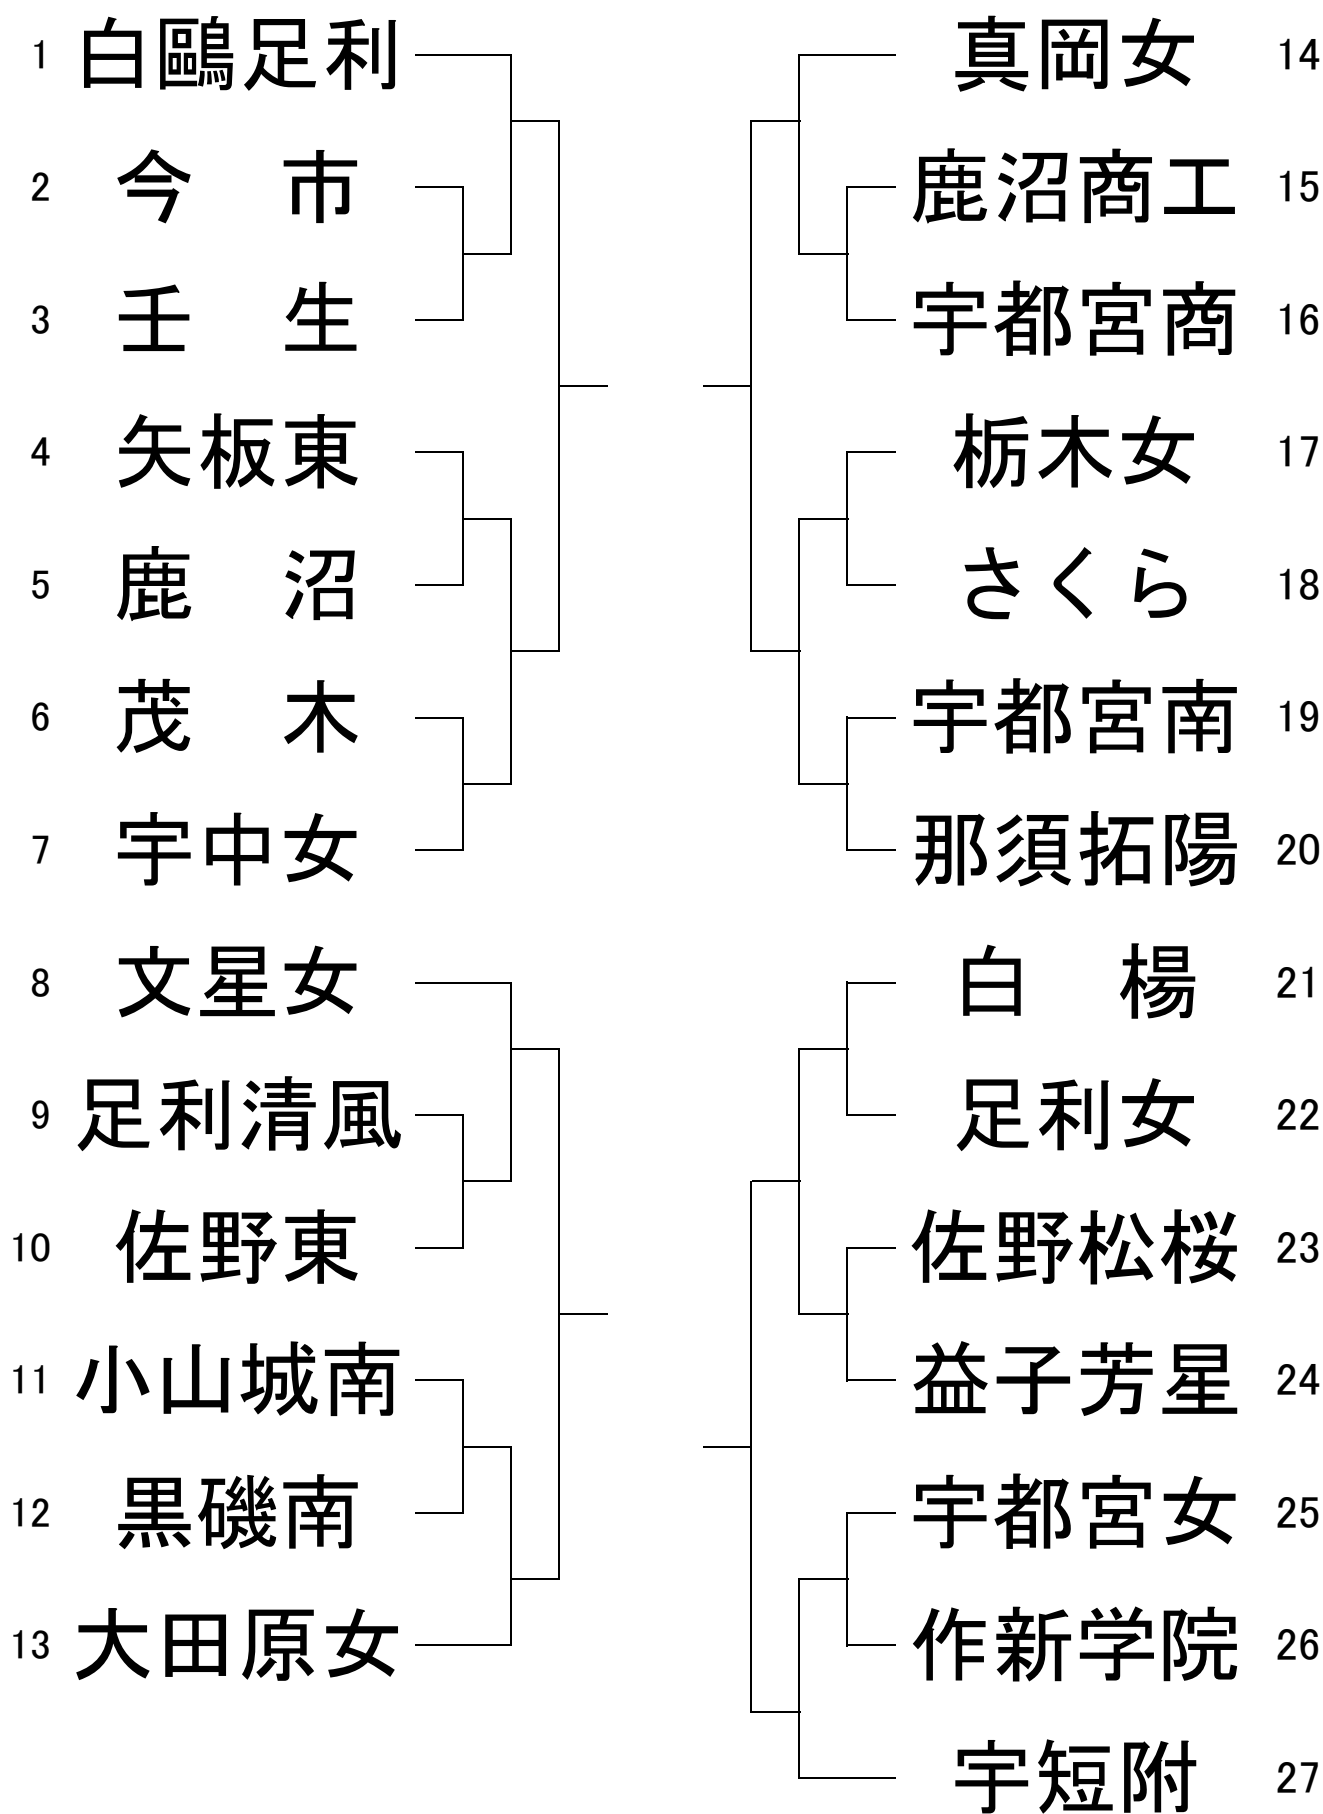 1 白鷗足利
2 今　市
3 壬　生
4 矢板東
5 鹿　沼
6 茂　木
7 宇中女
8 文星女
9 足利清風
10 佐野東
11 小山城南
12 黒磯南
13 大田原女
真岡女 14
鹿沼商工 15
宇都宮商 16
栃木女 17
さくら 18
宇都宮南 19
那須拓陽 20
白　楊 21
足利女 22
佐野松桜 23
益子芳星 24
宇都宮女 25
作新学院 26
宇短附 27